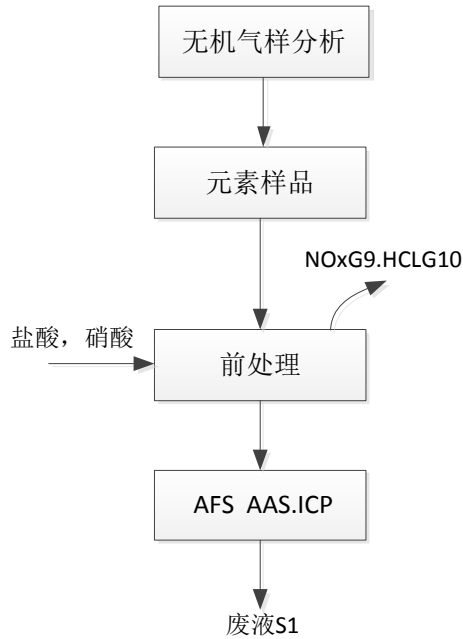 无机气样分析
元素样品
NOxG9.HCLG10
盐酸，硝酸
前处理
AFS AAS.ICP
废液S1